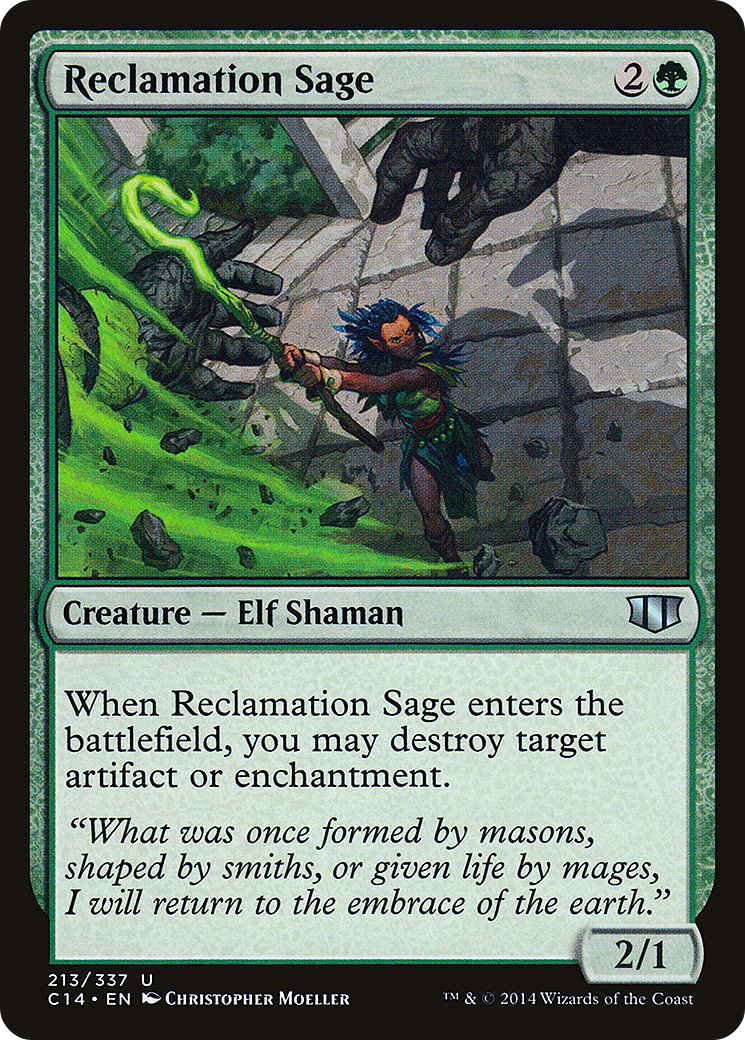 Reclamation Sage 2
Creature — Elf Shaman
When Reclamation Sage enters the
battlefield, you may destroy target
artifact or enchantment.
“What was once formed by masons,
shaped by smiths, or given life by mages,
I will return to the embrace of the earth.”
2/1
213/337 U
C14 • EN Christopher Moeller
™ & © 2014 Wizards of the Coast